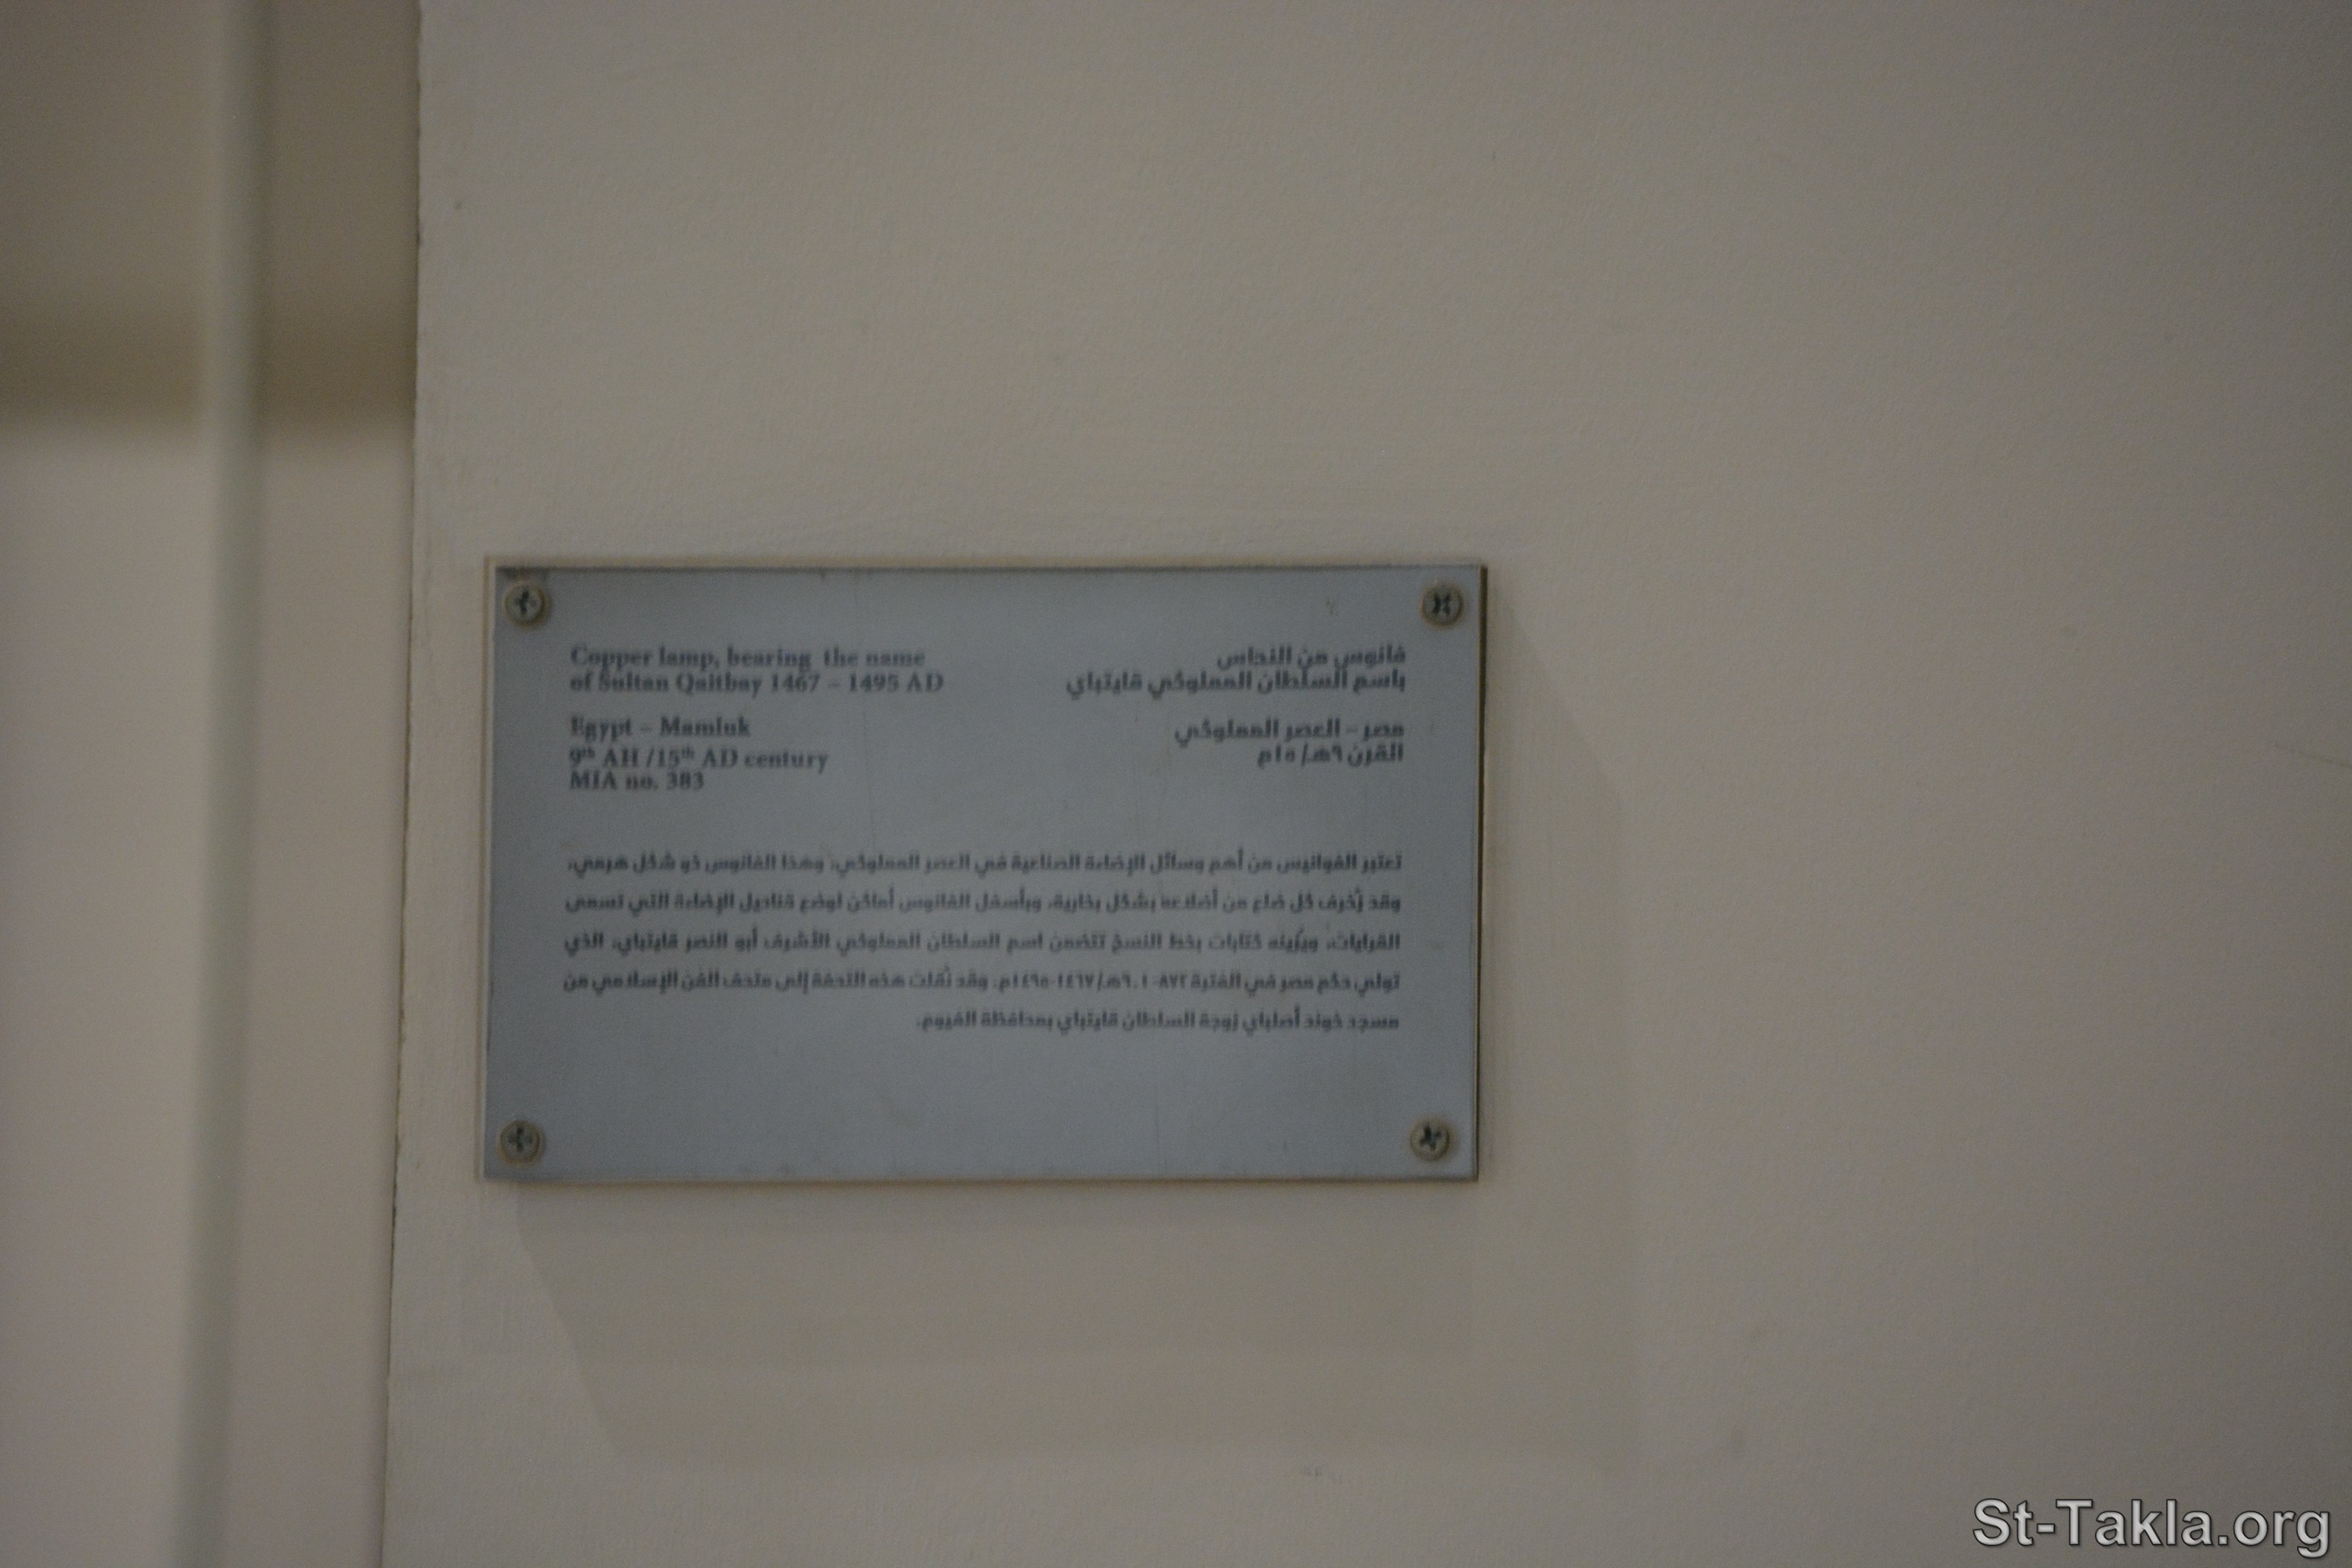 Copper lamp, bearing the name
of Sultan Qaitbay 1467 – 1495 AD
Egypt – Mamluk
9th AH /15th AD century
MIA no. 383
فانوس من النحاس
باسم السلطان المملوكي قايتباي
مصر – العصر المملوكي
القرن ٩هـ/١٥م
تعتبر الفوانيس من أهم وسائل الإضاءة الصناعية في العصر المملوكي، وهذا الفانوس ذو شكل هرمي،
وقد زُخرف كل ضلع من أضلاعه بشكل بخارية، وبأسفل الفانوس أماكن لوضع قناديل الإضاءة التي تسمى
القرايات، ويُزينه كتابات بخط النسخ تتضمن اسم السلطان المملوكي الأشرف أبو النصر قايتباي، الذي
تولي حكم مصر في الفترة ٨٧٢-٩٠١هـ/١٤٦٧-١٤٩٥م. وقد نُقلت هذه التحفة إلى متحف الفن الإسلامي من
مسجد خوند أصلباي زوجة السلطان قايتباي بمحافظة الفيوم.
St-Takla.org